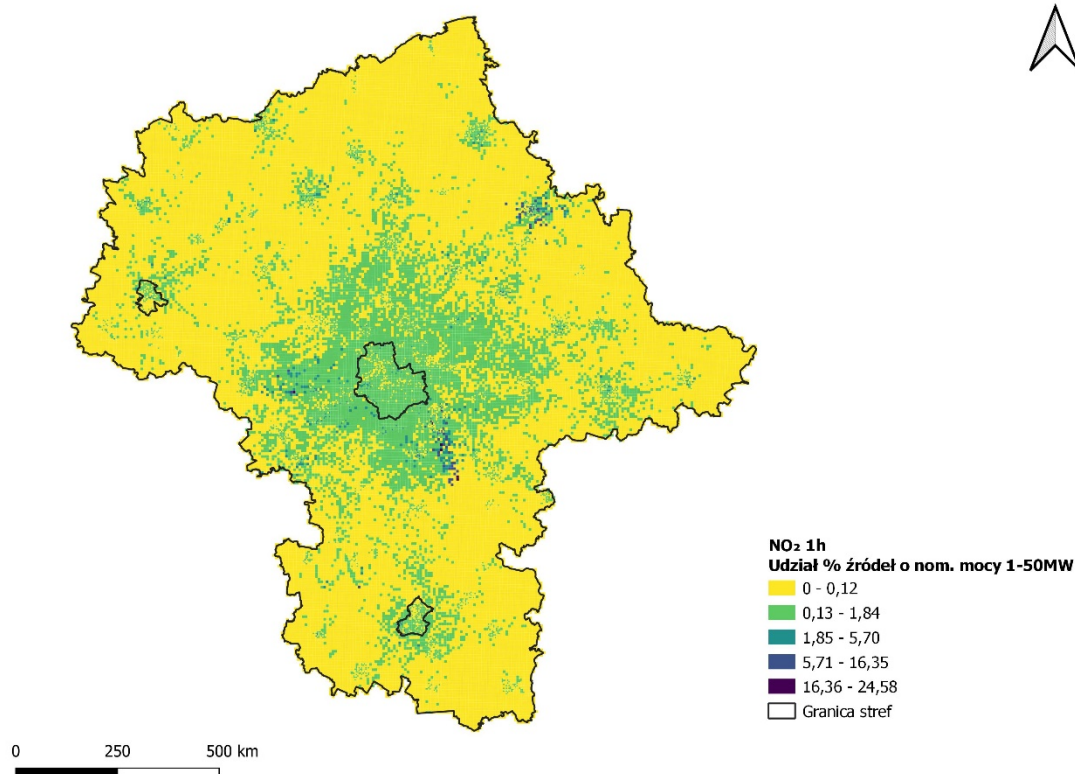 NO₂ 1h
Udział % źródeł o nom. mocy 1-50MW
0 - 0,12
0,13 - 1,84
1,85 - 5,70
5,71 - 16,35
16,36 - 24,58
Granica stref
0 250 500 km